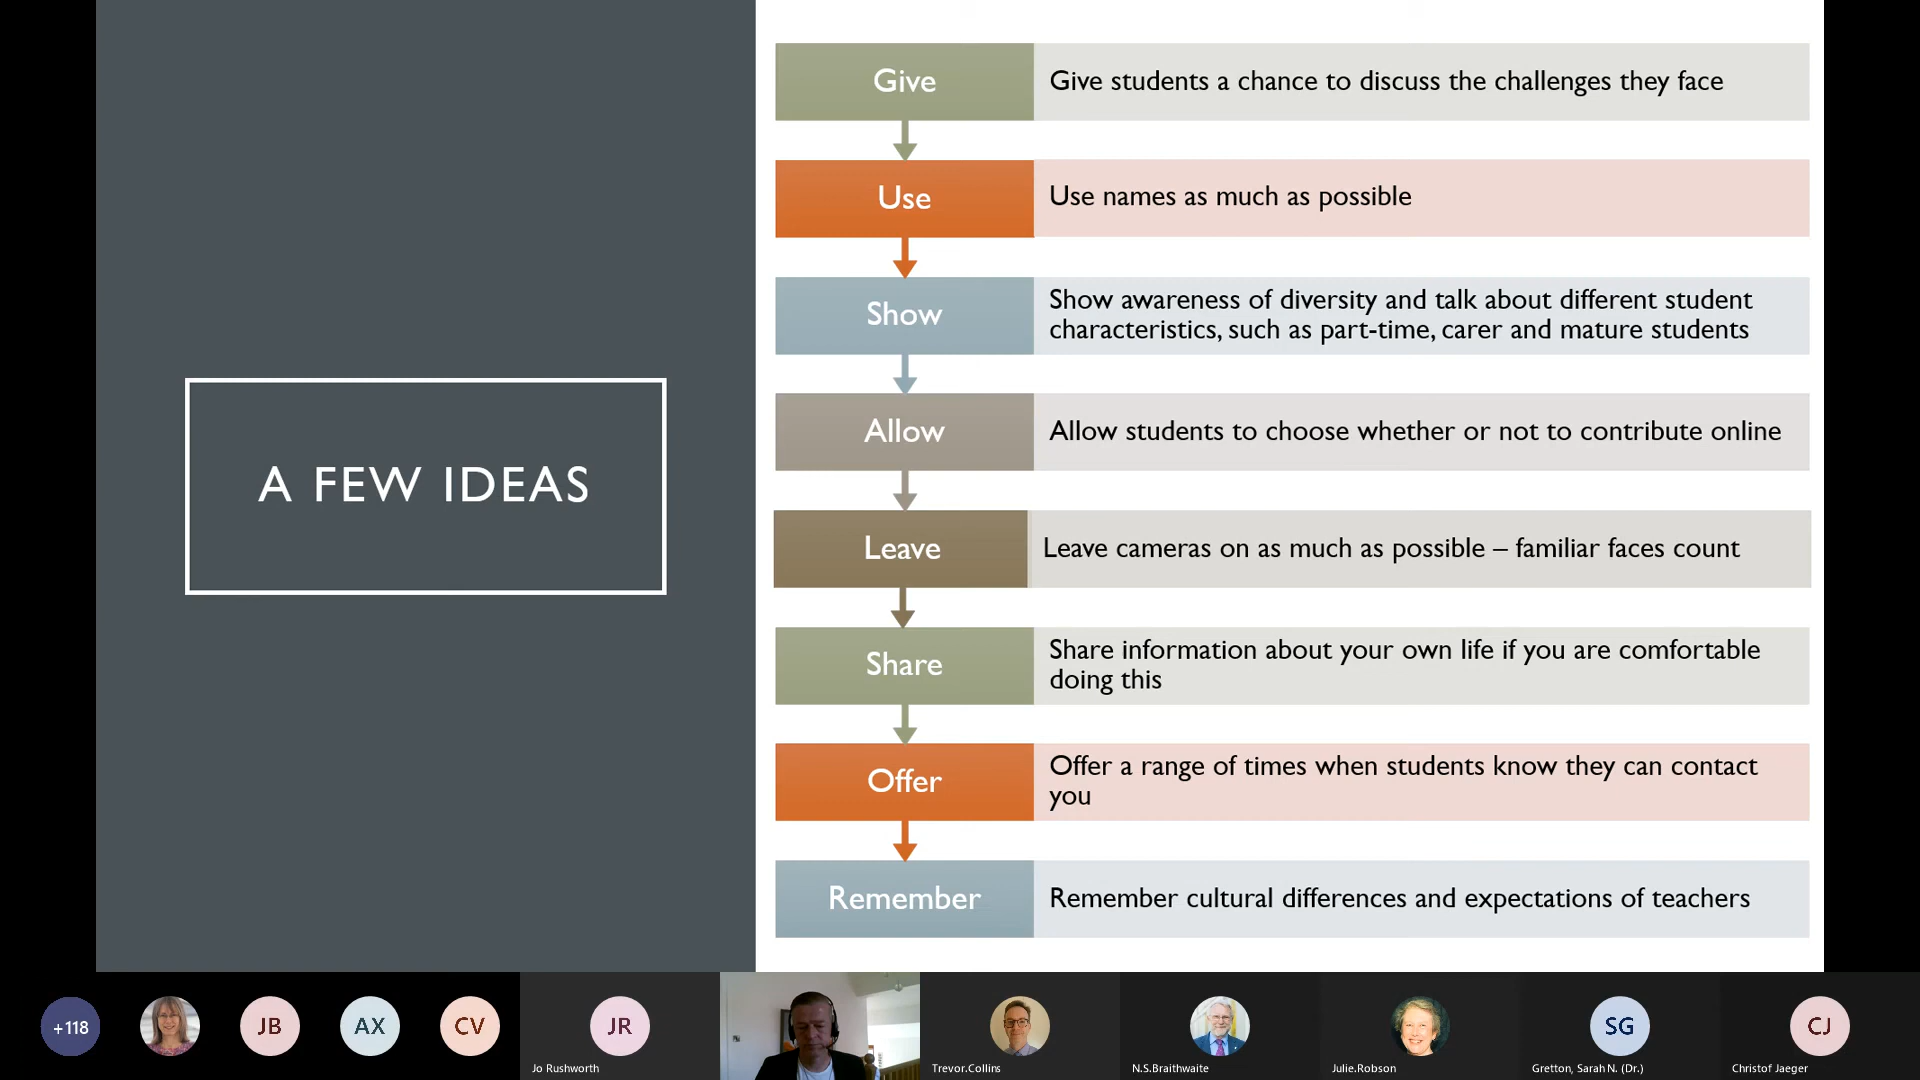 A FEW IDEAS
Give
Give students a chance to discuss the challenges they face
Use
Use names as much as possible
Show
Show awareness of diversity and talk about different student
characteristics, such as part-time, carer and mature students
Allow
Allow students to choose whether or not to contribute online
Leave
Leave cameras on as much as possible – familiar faces count
Share
Share information about your own life if you are comfortable
doing this
Offer
Offer a range of times when students know they can contact
you
Remember
Remember cultural differences and expectations of teachers
+118
JB
AX
CV
JR
Jo Rushworth
Trevor.Collins
N.S.Braithwaite
Julie.Robson
SG
Gretton, Sarah N. (Dr.)
CJ
Christof Jaeger